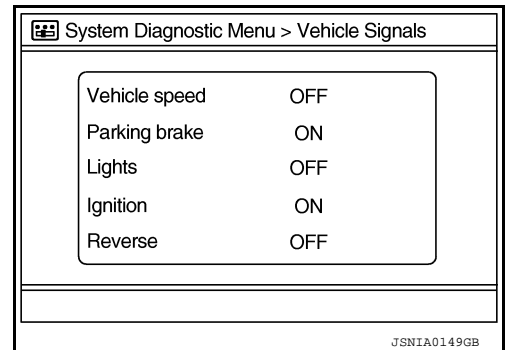 System Diagnostic Menu > Vehicle Signals
Vehicle speed OFF
Parking brake ON
Lights OFF
Ignition ON
Reverse OFF
JSNIA0149GB